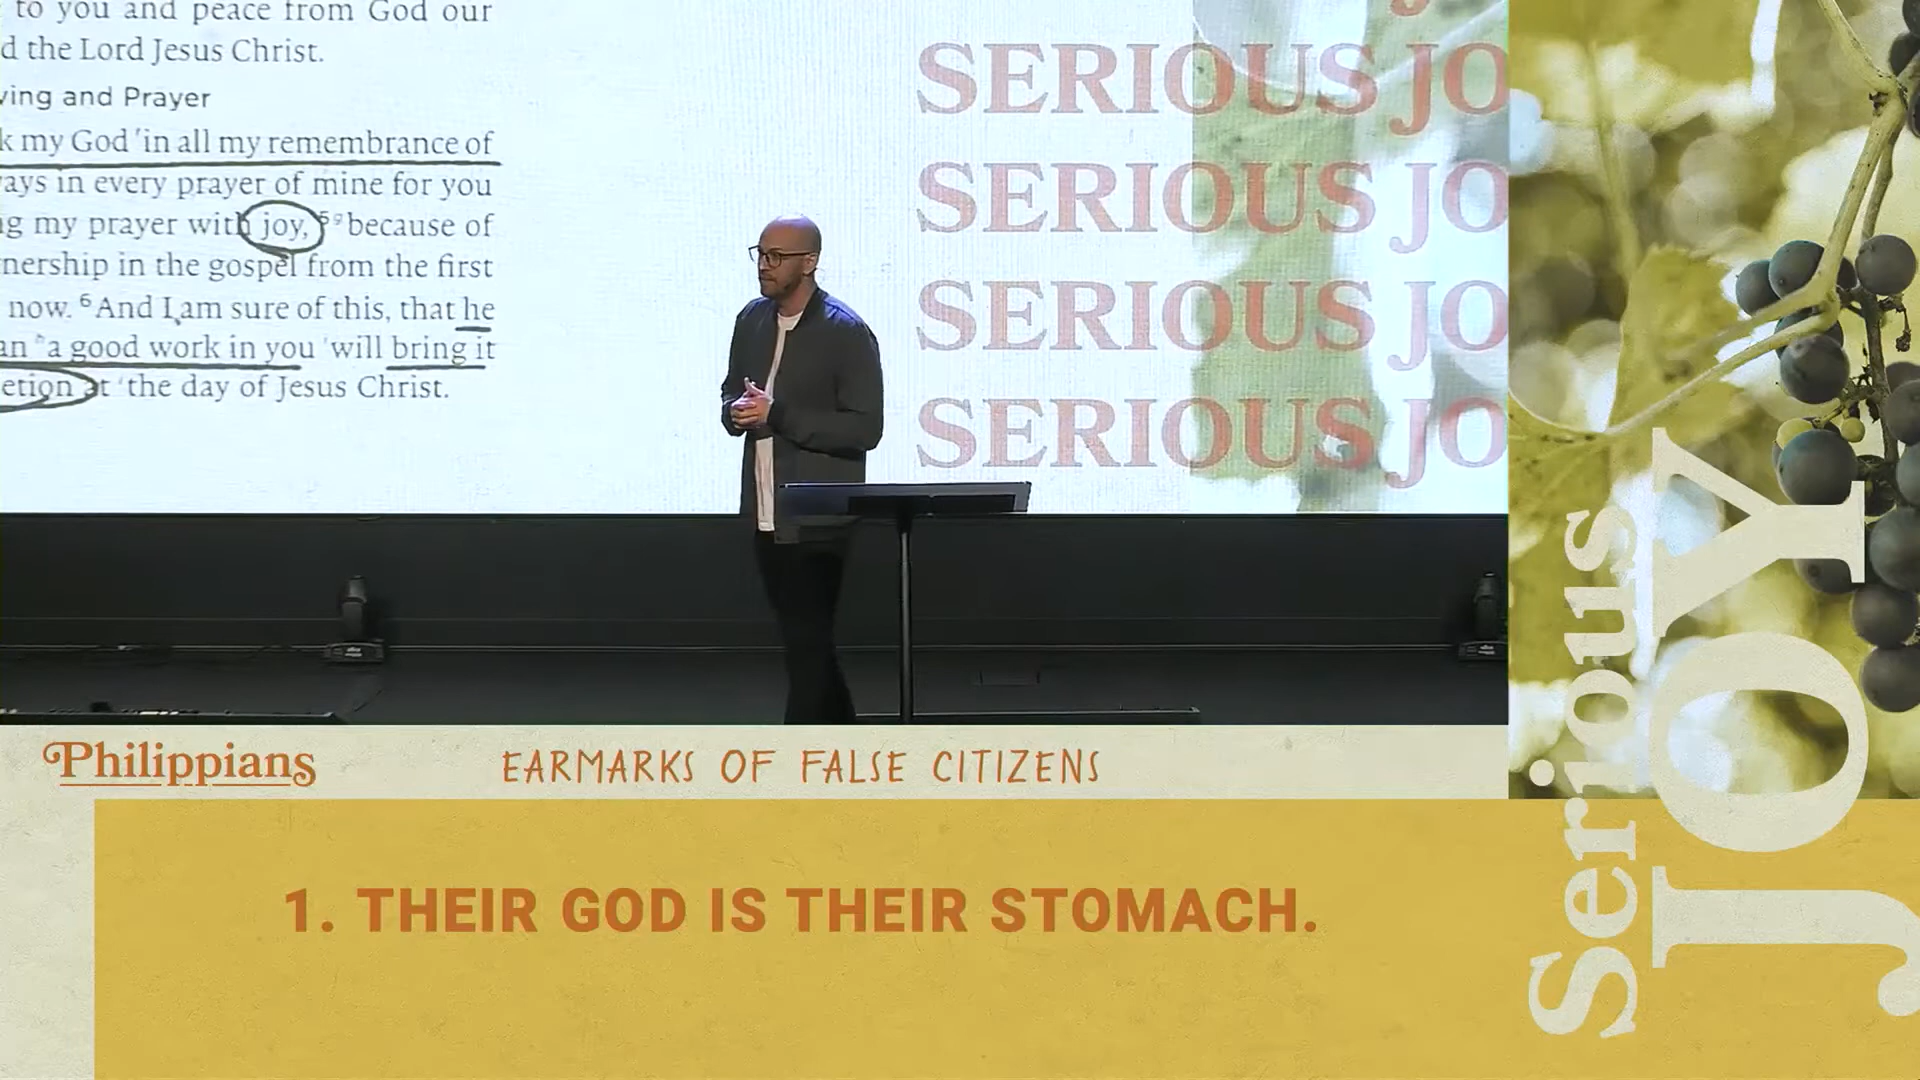 to you and peace from God our
d the Lord Jesus Christ.
ving and Prayer
k my God in all my remembrance of
ays in every prayer of mine for you
g my prayer with joy, 5 g because of
nership in the gospel from the first
now. 6 And I am sure of this, that he
an a good work in you will bring it
etion at the day of Jesus Christ.
SERIOUS JO
SERIOUS JO
SERIOUS JO
SERIOUS JO
Philippians
EARMARKS OF FALSE CITIZENS
1. THEIR GOD IS THEIR STOMACH.
Serious
JOY